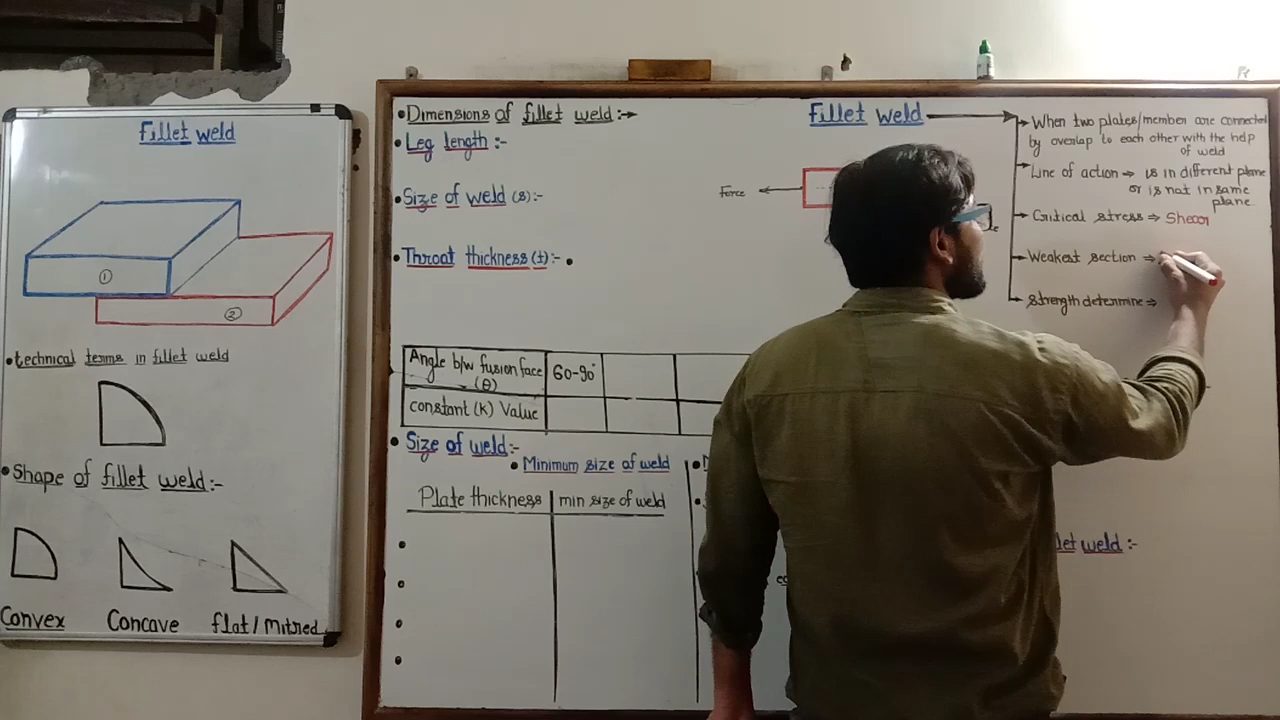 Fillet weld
①
②
• technical terms in fillet weld
• Shape of fillet weld:-
Convex
Concave
flat/Mitred
• Dimensions of fillet weld:→
• Leg length:-
• Size of weld (s):-
• Throat thickness (t):- •
Angle b/w fusion face (θ)
60-90°
constant (K) Value
• Size of weld:-
• Minimum size of weld
Plate thickness
min size of weld
Fillet weld
Force
When two plates/member are connected
by overlap to each other with the help
of weld
Line of action → is in different plane
or is not in same
plane.
Critical stress ⇒ Shear
Weakest section ⇒
Strength determine ⇒
weld:-